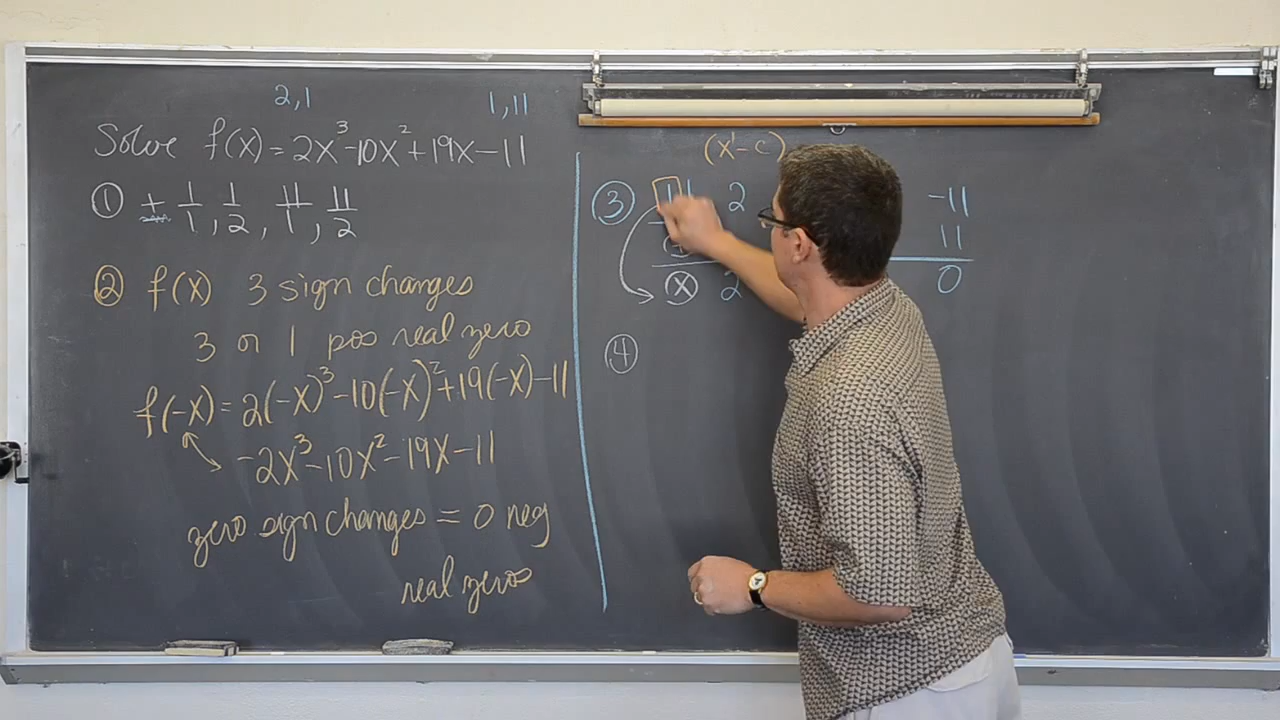 2,1 1,11
Solve f(x) = 2x³-10x²+19x-11
① ± 1/1, 1/2, 11/1, 11/2
② f(x) 3 sign changes
3 or 1 pos real zero
f(-x) = 2(-x)³-10(-x)²+19(-x)-11
-2x³-10x²-19x-11
zero sign changes = 0 neg
real zero
(x¹-c)
③ 1 2 -11
11
x 2 0
④